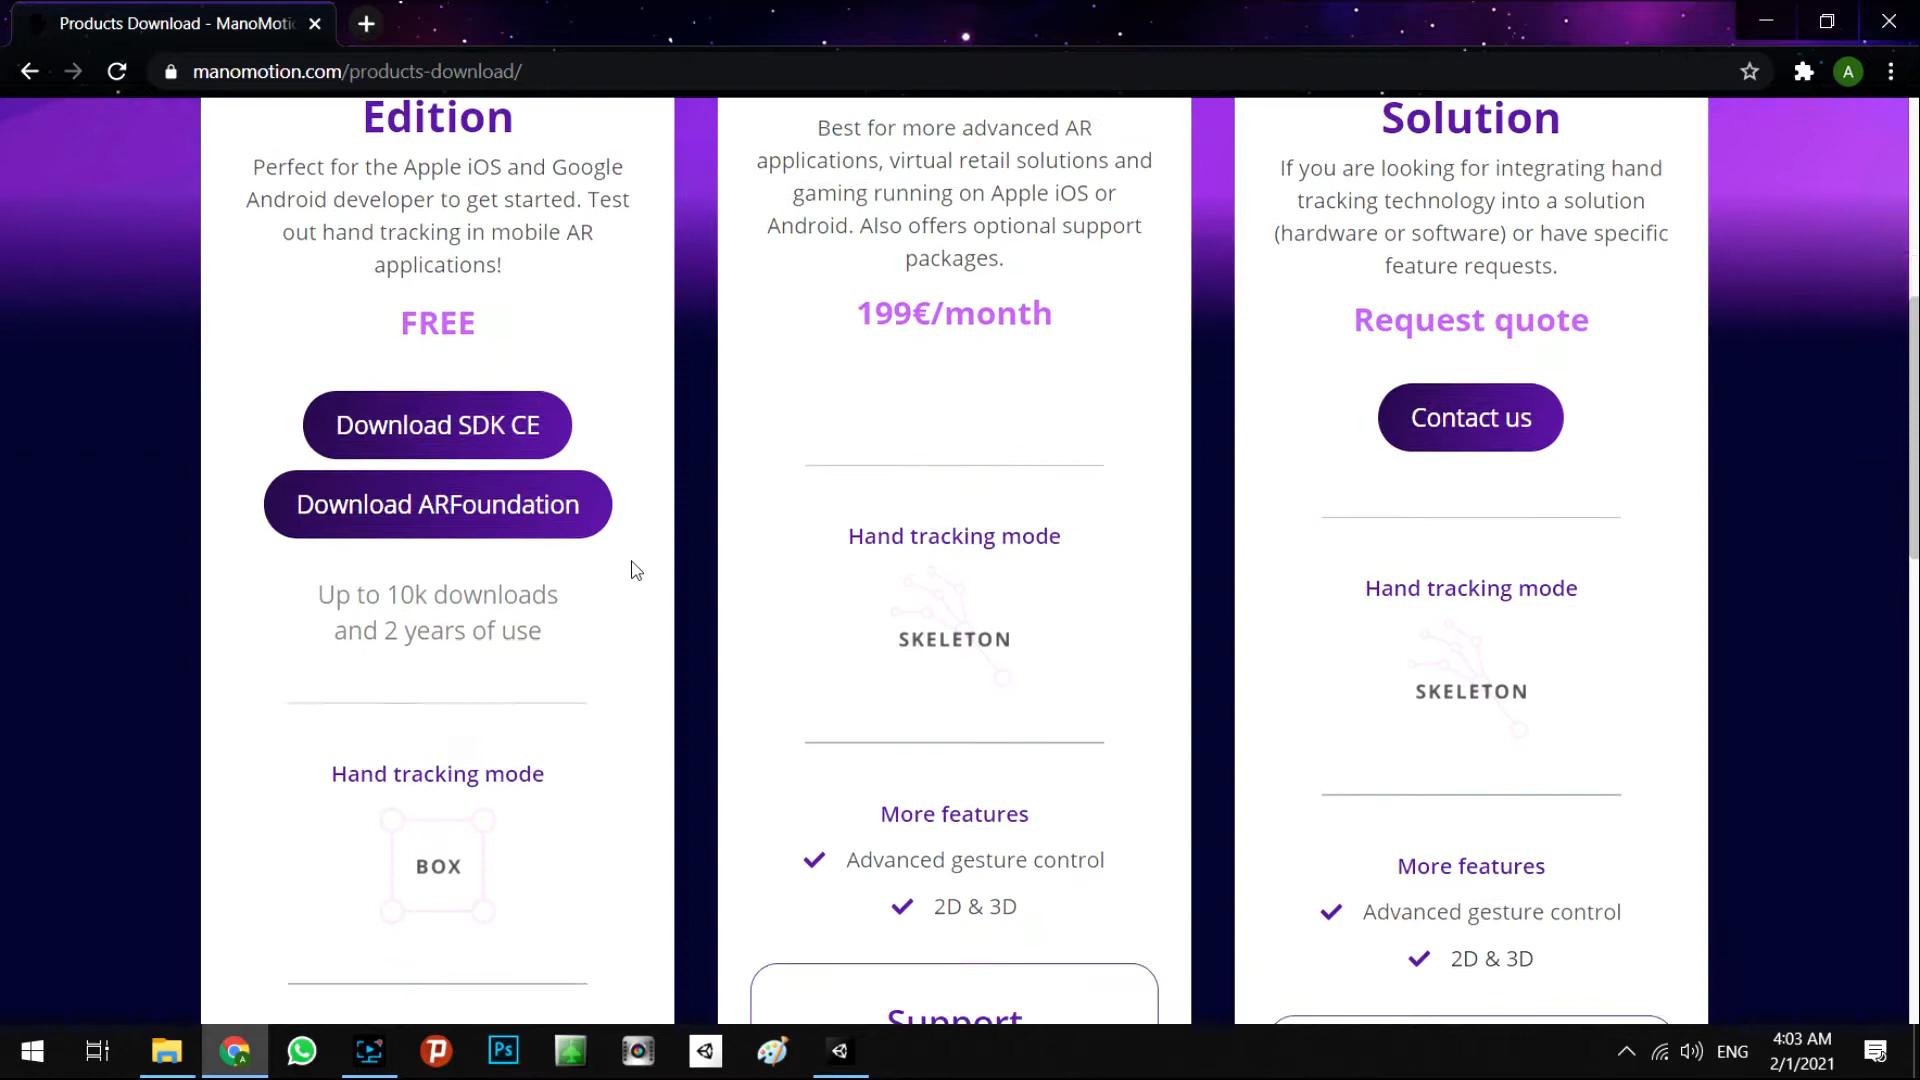 Products Download - ManoMoti
manomotion.com/products-download/
A
Edition
Perfect for the Apple iOS and Google
Android developer to get started. Test
out hand tracking in mobile AR
applications!
FREE
Download SDK CE
Download ARFoundation
Up to 10k downloads
and 2 years of use
Hand tracking mode
BOX
Best for more advanced AR
applications, virtual retail solutions and
gaming running on Apple iOS or
Android. Also offers optional support
packages.
199€/month
Hand tracking mode
SKELETON
More features
Advanced gesture control
2D & 3D
Support
Solution
If you are looking for integrating hand
tracking technology into a solution
(hardware or software) or have specific
feature requests.
Request quote
Contact us
Hand tracking mode
SKELETON
More features
Advanced gesture control
2D & 3D
Ps
ENG
4:03 AM
2/1/2021